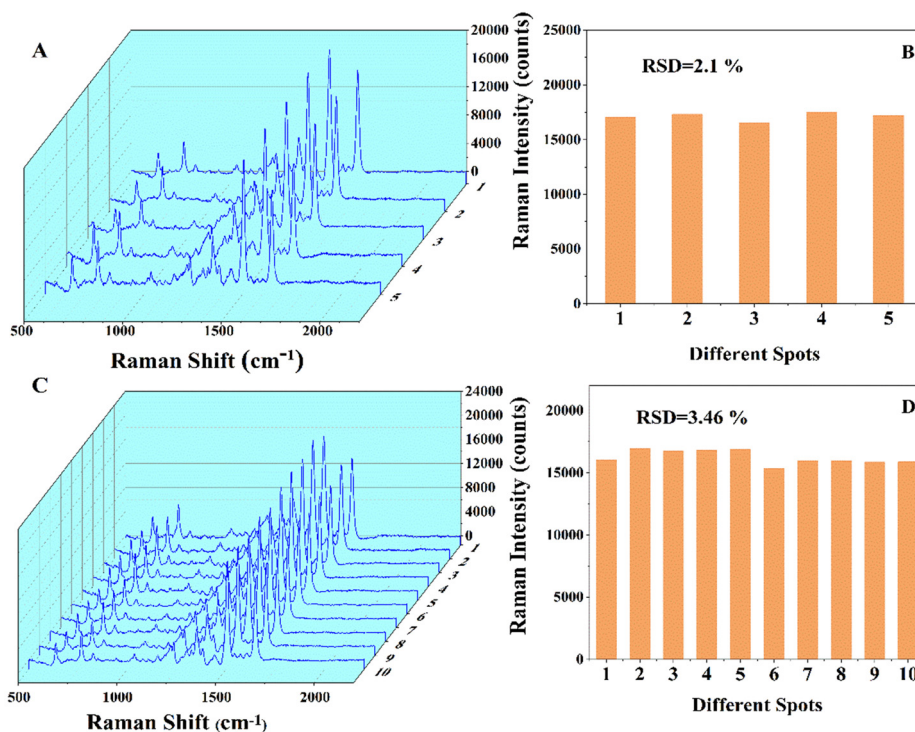 A
20000
16000
12000
8000
4000
0
Raman Intensity (counts)
1
2
3
4
5
500
1000
1500
2000
Raman Shift (cm⁻¹)
B
RSD=2.1 %
25000
20000
15000
10000
5000
0
Raman Intensity (counts)
1 2 3 4 5
Different Spots
C
24000
20000
16000
12000
8000
4000
0
Raman Intensity (counts)
1
2
3
4
5
6
7
8
9
10
500
1000
1500
2000
Raman Shift (cm-1)
D
RSD=3.46 %
20000
15000
10000
5000
0
Raman Intensity (counts)
1 2 3 4 5 6 7 8 9 10
Different Spots